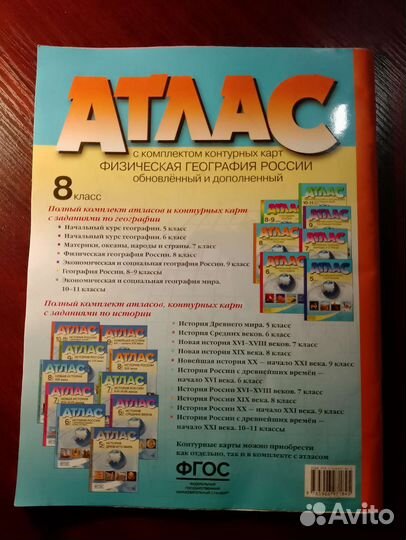 АТЛАС
с комплектом контурных карт
ФИЗИЧЕСКАЯ ГЕОГРАФИЯ РОССИИ
обновлённый и дополненный
8 класс
Полный комплект атласов и контурных карт
с заданиями по географии
• Начальный курс географии. 5 класс
• Начальный курс географии. 6 класс
• Материки, океаны, народы и страны. 7 класс
• Физическая география России. 8 класс
• Экономическая и социальная география России. 9 класс
• География России. 8–9 классы
• Экономическая и социальная география мира.
10–11 классы
Полный комплект атласов, контурных карт
с заданиями по истории
• История Древнего мира. 5 класс
• История Средних веков. 6 класс
• Новая история XVI–XVIII веков. 7 класс
• Новая история XIX века. 8 класс
• Новейшая история XX — начало XXI века. 9 класс
• История России с древнейших времён —
начало XVI века. 6 класс
• История России XVI–XVIII веков. 7 класс
• История России XIX века. 8 класс
• История России XX — начало XXI века. 9 класс
• История России с древнейших времён —
начало XXI века. 10–11 классы
Контурные карты можно приобрести
как отдельно, так и в комплекте с атласом
ФГОС
ФЕДЕРАЛЬНЫЙ
ГОСУДАРСТВЕННЫЙ
ОБРАЗОВАТЕЛЬНЫЙ СТАНДАРТ
Avito